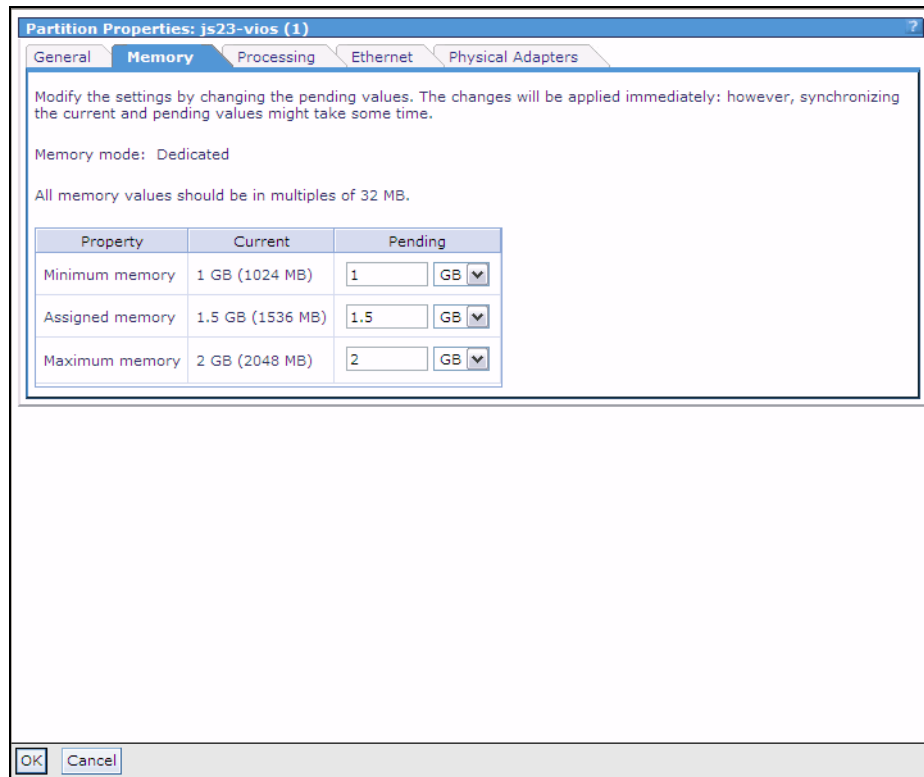 Partition Properties: js23-vios (1) ?
General Memory Processing Ethernet Physical Adapters
Modify the settings by changing the pending values. The changes will be applied immediately: however, synchronizing
the current and pending values might take some time.
Memory mode: Dedicated
All memory values should be in multiples of 32 MB.
Property Current Pending
Minimum memory 1 GB (1024 MB) 1 GB
Assigned memory 1.5 GB (1536 MB) 1.5 GB
Maximum memory 2 GB (2048 MB) 2 GB
OK Cancel